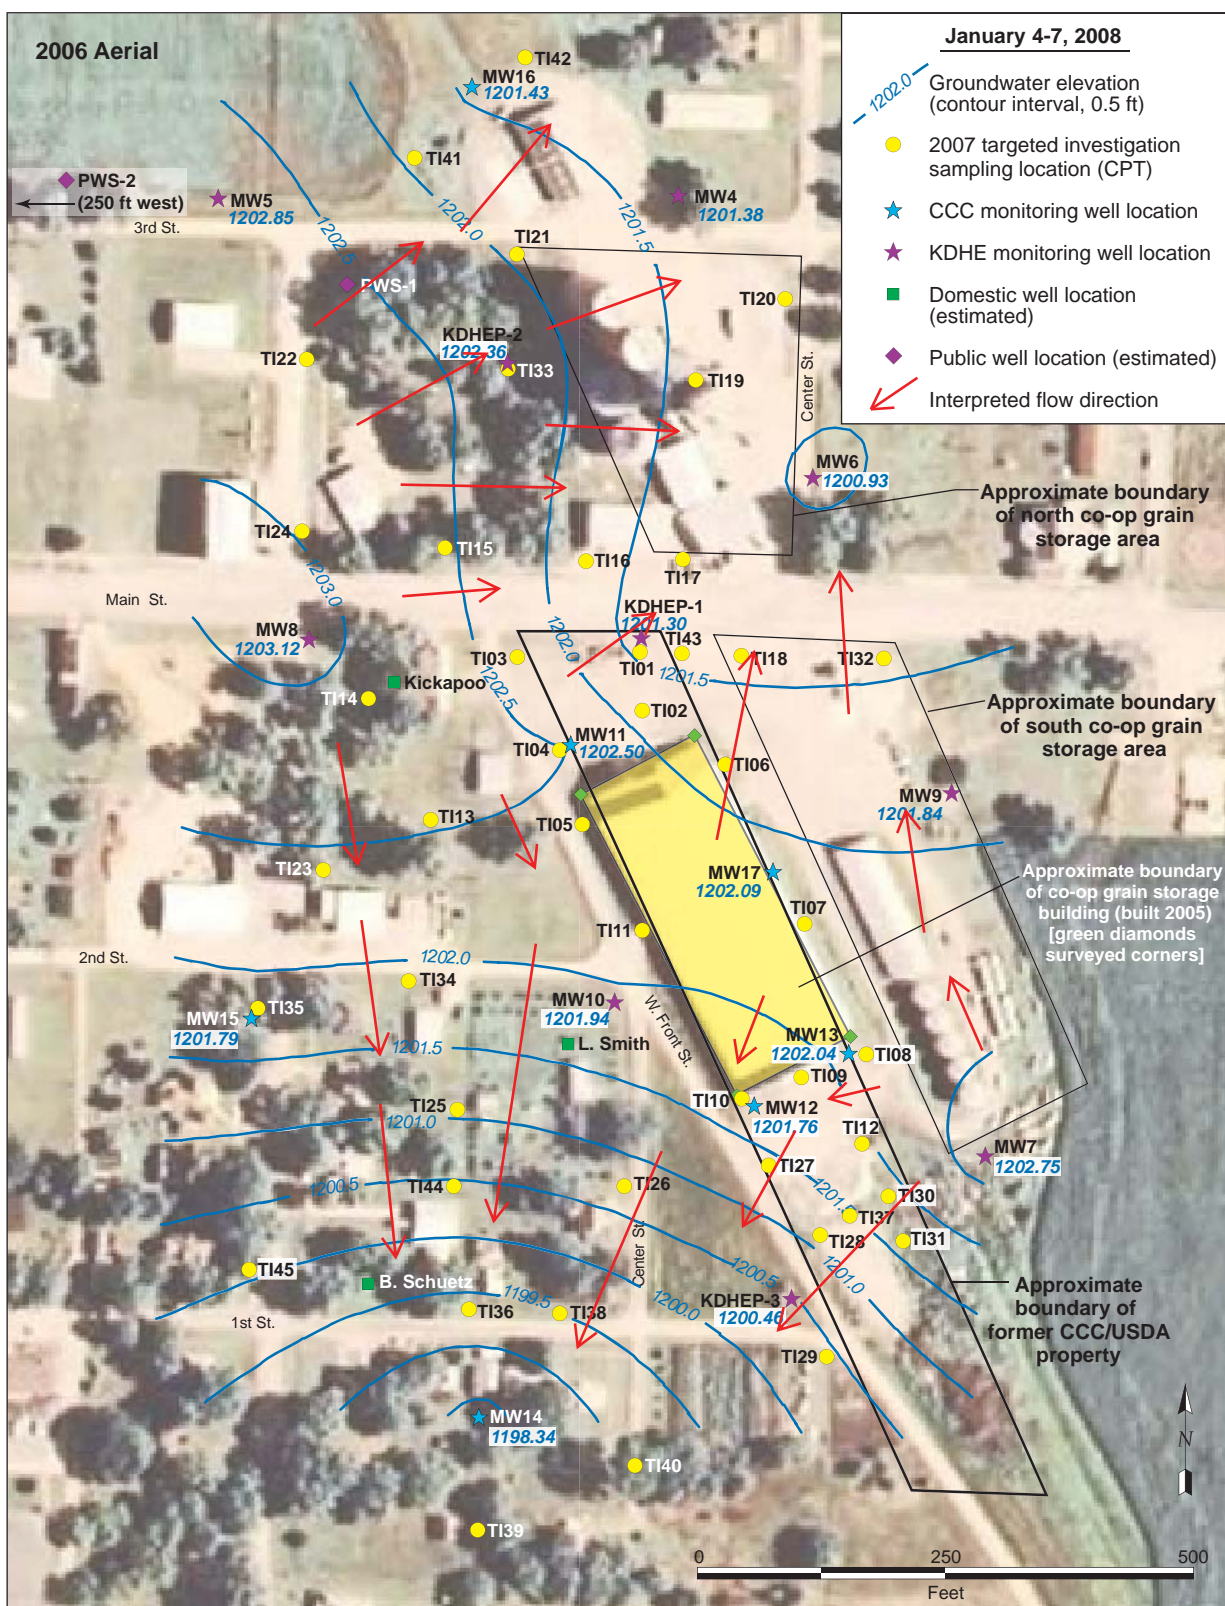 2006 Aerial
January 4-7, 2008
1202.0
Groundwater elevation
(contour interval, 0.5 ft)
2007 targeted investigation
sampling location (CPT)
CCC monitoring well location
KDHE monitoring well location
Domestic well location
(estimated)
Public well location (estimated)
Interpreted flow direction
TI42
MW16
1201.43
TI41
PWS-2
(250 ft west)
MW5
1202.85
MW4
1201.38
3rd St.
1202.5
1202.0
1201.5
TI21
PWS-1
TI20
KDHEP-2
1202.36
TI33
TI22
TI19
Center St.
MW6
1200.93
Approximate boundary
of north co-op grain
storage area
TI24
TI15
TI16
TI17
1203.0
Main St.
KDHEP-1
1201.30
MW8
1203.12
1202.0
TI03
TI01
TI43
TI18
TI32
1201.5
Kickapoo
TI14
1202.5
TI02
Approximate boundary
of south co-op grain
storage area
MW11
1202.50
TI04
TI06
MW9
1201.84
TI13
TI05
TI23
MW17
1202.09
Approximate boundary
of co-op grain storage
building (built 2005)
[green diamonds
surveyed corners]
TI07
TI11
2nd St.
1202.0
TI34
TI35
MW15
1201.79
MW10
1201.94
W. Front St.
L. Smith
MW13
1202.04
TI08
1201.5
TI09
TI10
MW12
1201.76
TI25
1201.0
TI12
MW7
1202.75
TI27
1200.5
TI44
TI26
1201.5
TI30
TI37
TI28
TI31
Center St.
TI45
B. Schuetz
1200.5
1201.0
1199.5
1200.0
KDHEP-3
1200.46
Approximate
boundary of
former CCC/USDA
property
1st St.
TI36
TI38
TI29
MW14
1198.34
TI40
N
TI39
0 250 500
Feet